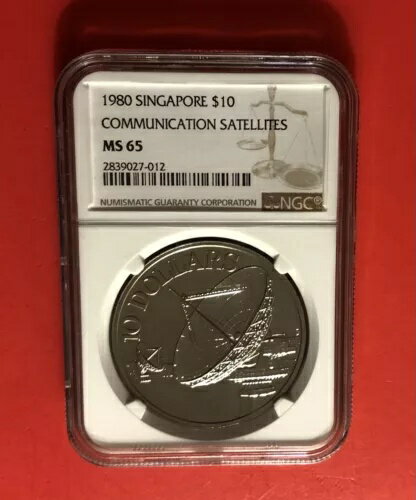 1980 SINGAPORE $10
COMMUNICATION SATELLITES
MS 65
2839027-012
NUMISMATIC GUARANTY CORPORATION
NGC®
10 DOLLARS